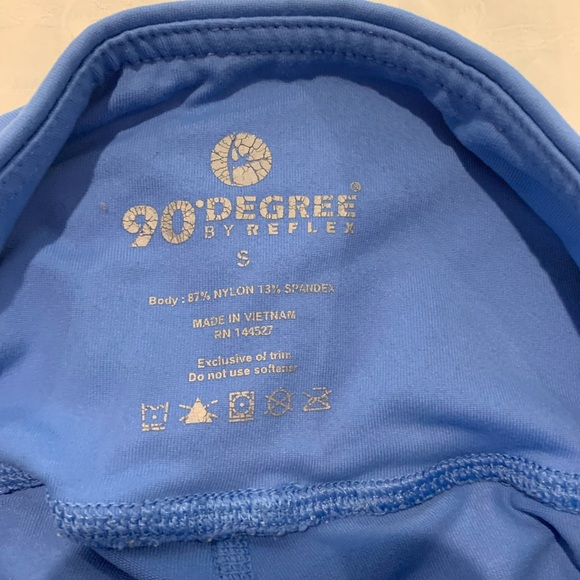 90°DEGREE®
BY REFLEX
S
Body : 87% NYLON 13% SPANDEX
MADE IN VIETNAM
RN 144527
Exclusive of trim
Do not use softener